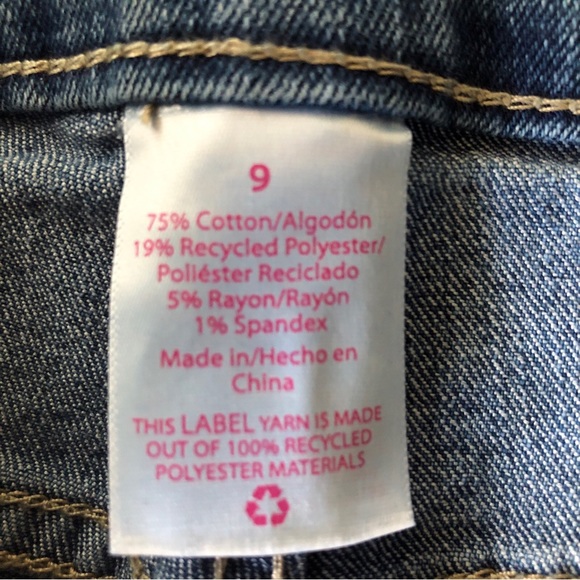 9
75% Cotton/Algodón
19% Recycled Polyester/
Poliéster Reciclado
5% Rayon/Rayón
1% Spandex
Made in/Hecho en
China
THIS LABEL YARN IS MADE
OUT OF 100% RECYCLED
POLYESTER MATERIALS